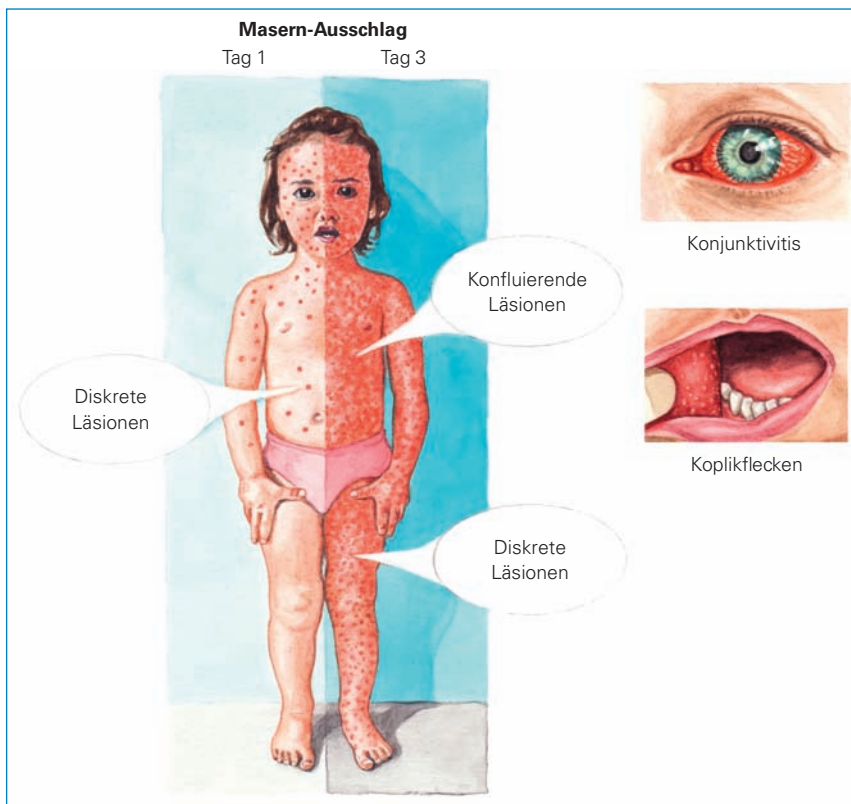 Masern-Ausschlag
Tag 1
Tag 3
Konfluierende
Läsionen
Diskrete
Läsionen
Diskrete
Läsionen
Konjunktivitis
Koplikflecken